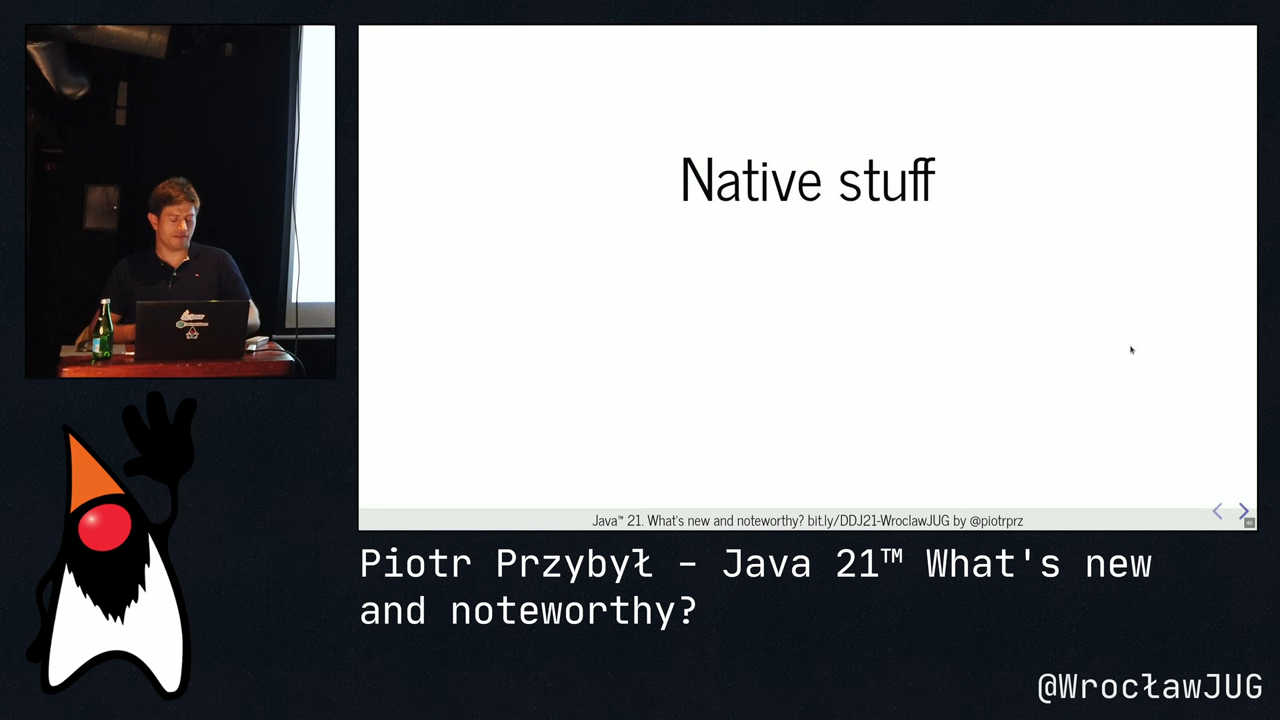 Native stuff
Java™ 21. What's new and noteworthy? bit.ly/DDJ21-WroclawJUG by @piotrprz
Piotr Przybył – Java 21™ What's new
and noteworthy?
@WrocławJUG